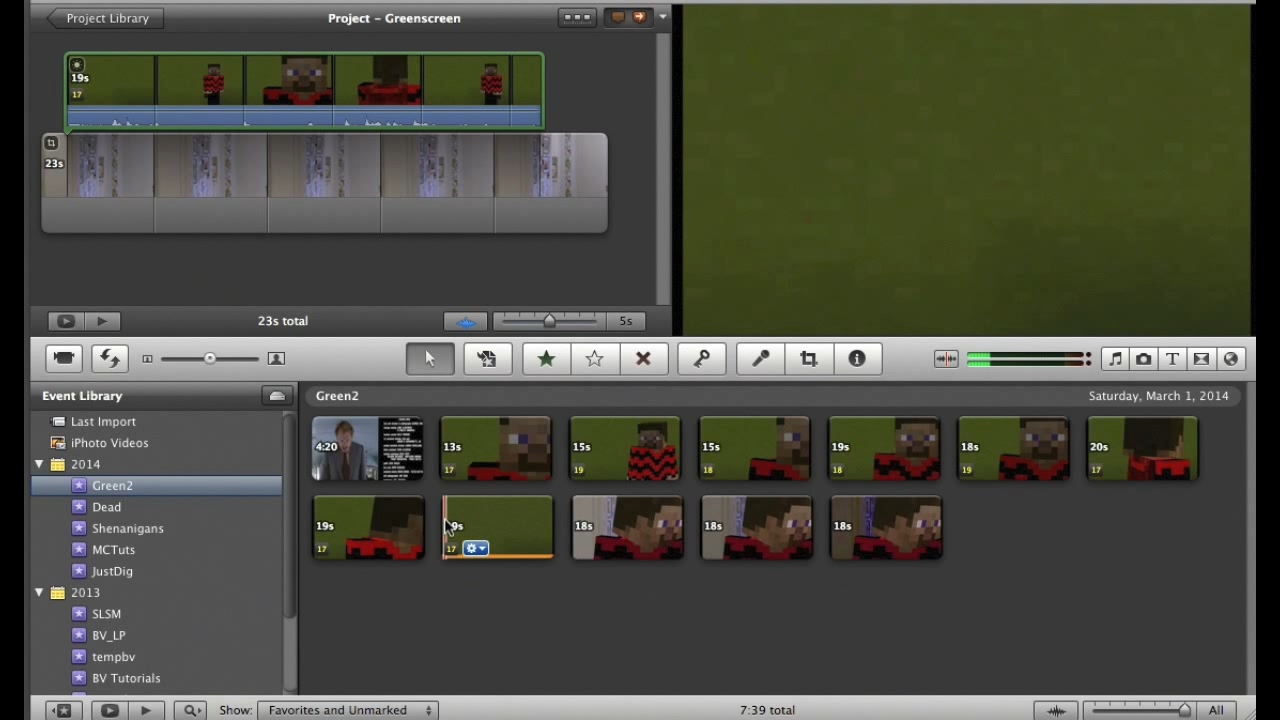 Project Library
Project – Greenscreen
19s
17
23s
23s total
5s
Event Library
Green2
Saturday, March 1, 2014
Last Import
iPhoto Videos
2014
Green2
Dead
Shenanigans
MCTuts
JustDig
2013
SLSM
BV_LP
tempbv
BV Tutorials
4:20
13s
15s
15s
19s
18s
20s
17
19
18
18
19
17
19s
9s
18s
18s
18s
17
17
Show:
Favorites and Unmarked
7:39 total
All